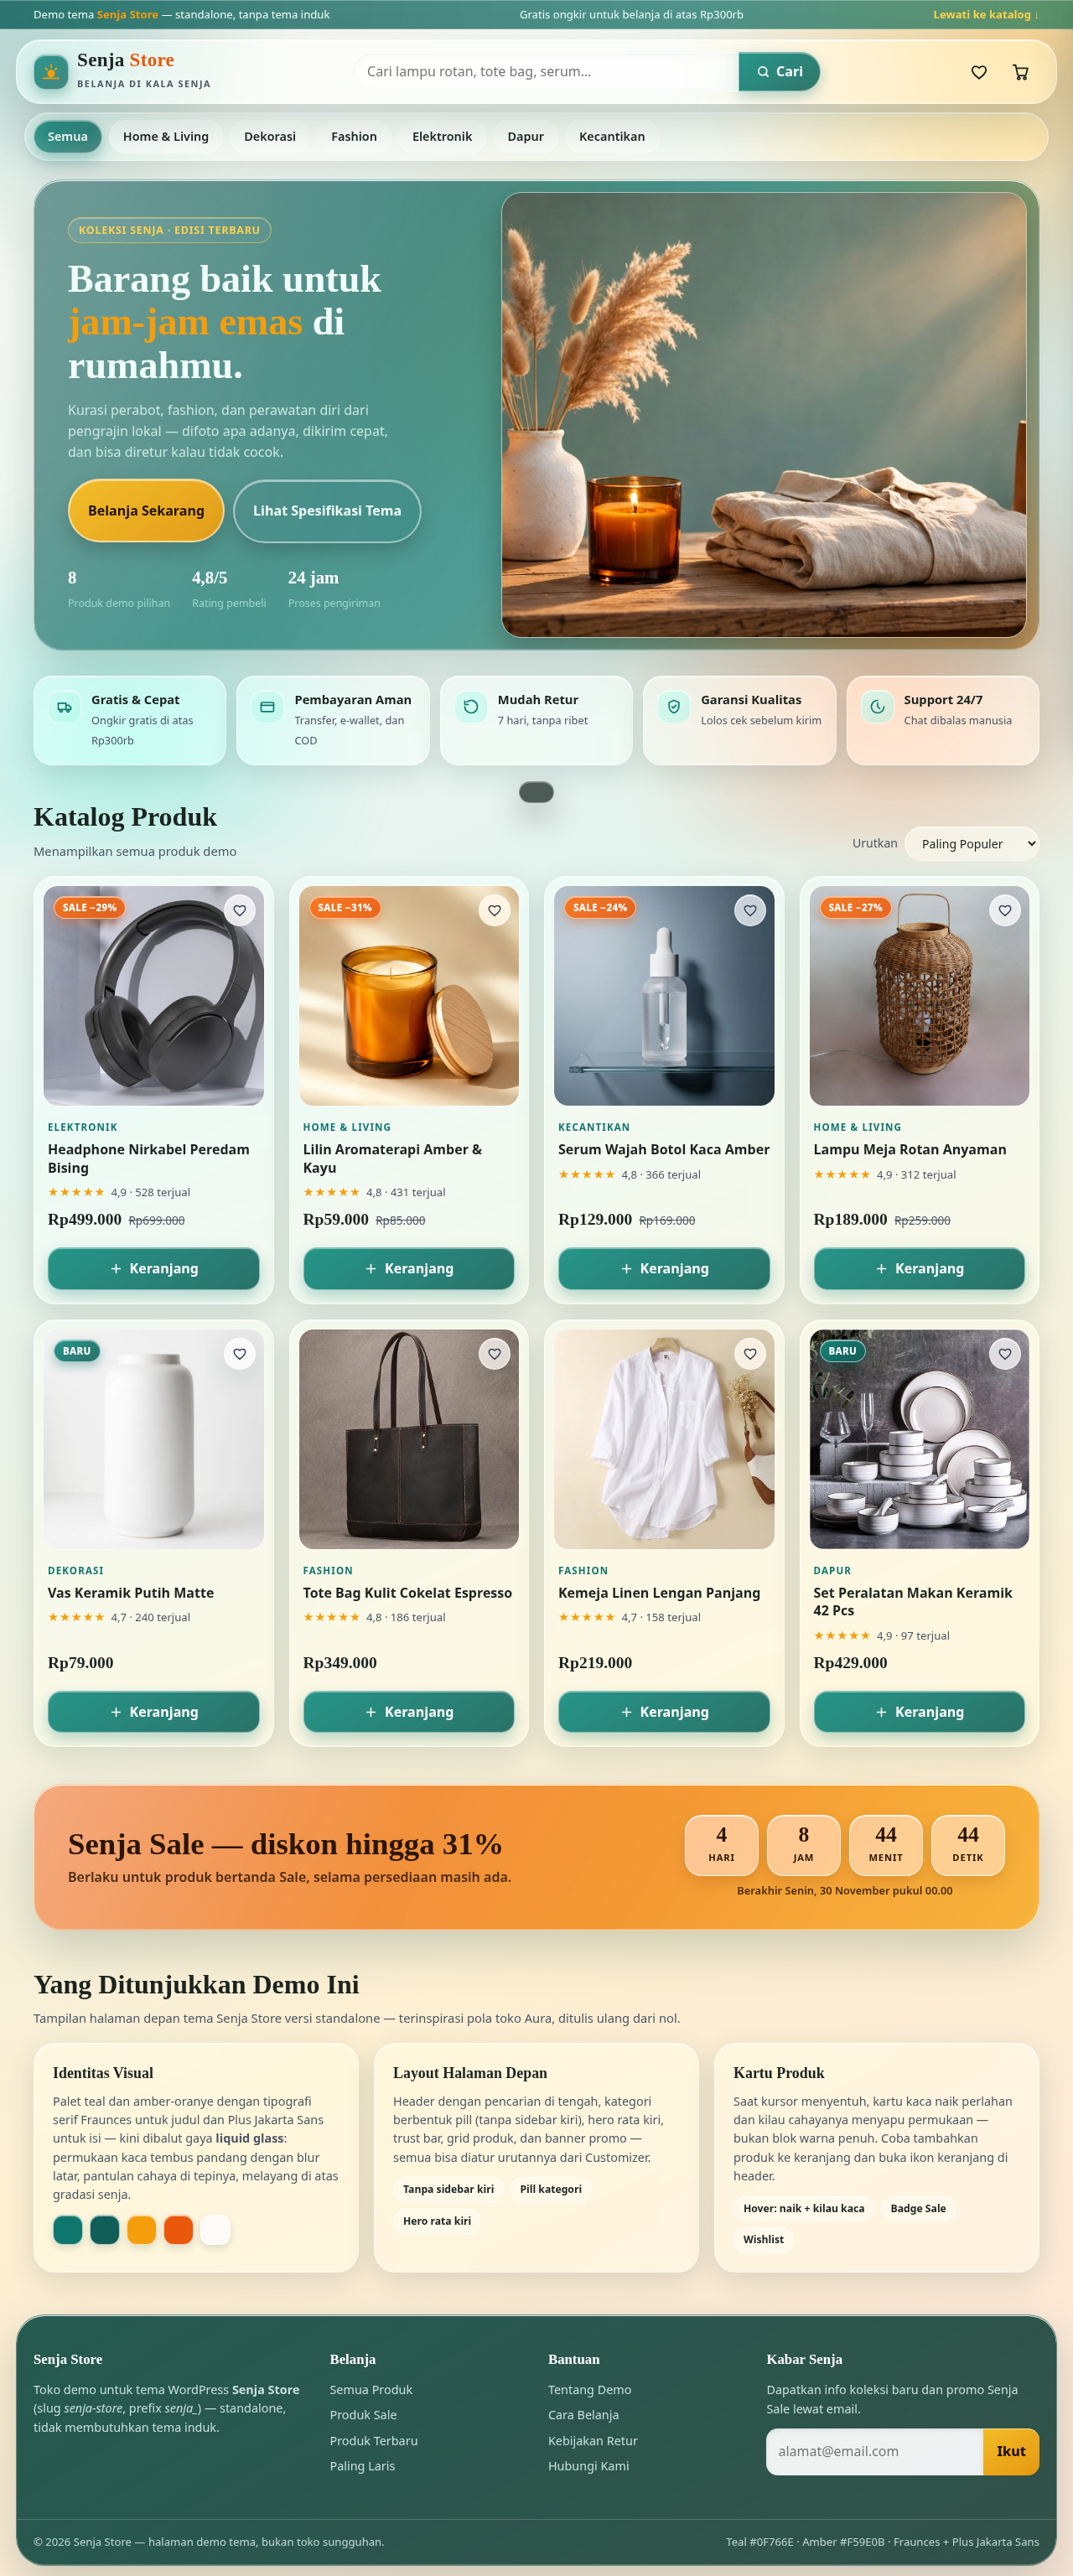 Demo tema Senja Store — standalone, tanpa tema induk
Gratis ongkir untuk belanja di atas Rp300rb
Lewati ke katalog ↓
Senja Store
BELANJA DI KALA SENJA
Cari lampu rotan, tote bag, serum...
Cari
Semua
Home & Living
Dekorasi
Fashion
Elektronik
Dapur
Kecantikan
KOLEKSI SENJA · EDISI TERBARU
Barang baik untuk
jam-jam emas di
rumahmu.
Kurasi perabot, fashion, dan perawatan diri dari
pengrajin lokal — difoto apa adanya, dikirim cepat,
dan bisa diretur kalau tidak cocok.
Belanja Sekarang
Lihat Spesifikasi Tema
8
Produk demo pilihan
4,8/5
Rating pembeli
24 jam
Proses pengiriman
Gratis & Cepat
Ongkir gratis di atas
Rp300rb
Pembayaran Aman
Transfer, e-wallet, dan
COD
Mudah Retur
7 hari, tanpa ribet
Garansi Kualitas
Lolos cek sebelum kirim
Support 24/7
Chat dibalas manusia
Katalog Produk
Menampilkan semua produk demo
Urutkan
Paling Populer
SALE −29%
ELEKTRONIK
Headphone Nirkabel Peredam
Bising
★★★★★ 4,9 · 528 terjual
Rp499.000 Rp699.000
+ Keranjang
SALE −31%
HOME & LIVING
Lilin Aromaterapi Amber &
Kayu
★★★★★ 4,8 · 431 terjual
Rp59.000 Rp85.000
+ Keranjang
SALE −24%
KECANTIKAN
Serum Wajah Botol Kaca Amber
★★★★★ 4,8 · 366 terjual
Rp129.000 Rp169.000
+ Keranjang
SALE −27%
HOME & LIVING
Lampu Meja Rotan Anyaman
★★★★★ 4,9 · 312 terjual
Rp189.000 Rp259.000
+ Keranjang
BARU
DEKORASI
Vas Keramik Putih Matte
★★★★★ 4,7 · 240 terjual
Rp79.000
+ Keranjang
FASHION
Tote Bag Kulit Cokelat Espresso
★★★★★ 4,8 · 186 terjual
Rp349.000
+ Keranjang
FASHION
Kemeja Linen Lengan Panjang
★★★★★ 4,7 · 158 terjual
Rp219.000
+ Keranjang
BARU
DAPUR
Set Peralatan Makan Keramik
42 Pcs
★★★★★ 4,9 · 97 terjual
Rp429.000
+ Keranjang
Senja Sale — diskon hingga 31%
Berlaku untuk produk bertanda Sale, selama persediaan masih ada.
4
HARI
8
JAM
44
MENIT
44
DETIK
Berakhir Senin, 30 November pukul 00.00
Yang Ditunjukkan Demo Ini
Tampilan halaman depan tema Senja Store versi standalone — terinspirasi pola toko Aura, ditulis ulang dari nol.
Identitas Visual
Palet teal dan amber-oranye dengan tipografi
serif Fraunces untuk judul dan Plus Jakarta Sans
untuk isi — kini dibalut gaya liquid glass:
permukaan kaca tembus pandang dengan blur
latar, pantulan cahaya di tepinya, melayang di atas
gradasi senja.
Layout Halaman Depan
Header dengan pencarian di tengah, kategori
berbentuk pill (tanpa sidebar kiri), hero rata kiri,
trust bar, grid produk, dan banner promo —
semua bisa diatur urutannya dari Customizer.
Tanpa sidebar kiri
Pill kategori
Hero rata kiri
Kartu Produk
Saat kursor menyentuh, kartu kaca naik perlahan
dan kilau cahayanya menyapu permukaan —
bukan blok warna penuh. Coba tambahkan
produk ke keranjang dan buka ikon keranjang di
header.
Hover: naik + kilau kaca
Badge Sale
Wishlist
Senja Store
Toko demo untuk tema WordPress Senja Store
(slug senja-store, prefix senja_) — standalone,
tidak membutuhkan tema induk.
Belanja
Semua Produk
Produk Sale
Produk Terbaru
Paling Laris
Bantuan
Tentang Demo
Cara Belanja
Kebijakan Retur
Hubungi Kami
Kabar Senja
Dapatkan info koleksi baru dan promo Senja
Sale lewat email.
alamat@email.com
Ikut
© 2026 Senja Store — halaman demo tema, bukan toko sungguhan.
Teal #0F766E · Amber #F59E0B · Fraunces + Plus Jakarta Sans